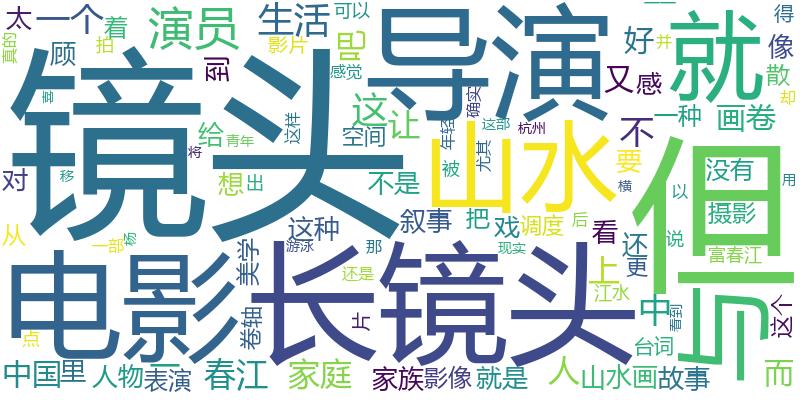 太 一个 着 演员 生活 可以 导演 就 好 并 得 像
真的 顾 拍 影片 吧 感觉 又 感 散 却
喜 到 这 让 确实 一种 画卷
镜头 给 青年 这样 空间 年轻 尤其 这部 杭州 不 但
对 移 将 想 出 不是 被 山水 要 横 没有 以 用
从 一部 杨 这种 叙事 把 戏 调度 后 看 还 摄影 说
美学 游泳 那 现实 更 富春江 与
电影 长镜头 还是 上 中 这个
点 卷轴 片 江水 看到
台词
中国 里 人物 表演 春江 家庭 家族 影像 就是 人 山水画 故事 而